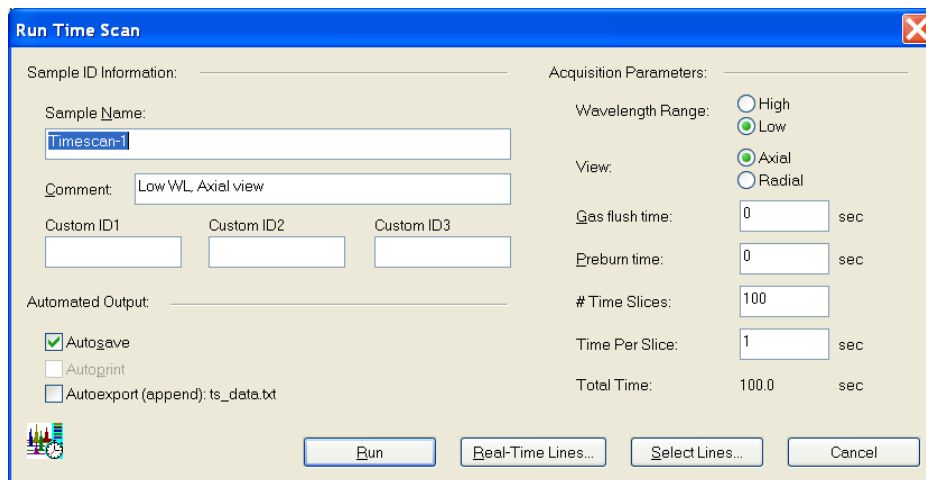 Run Time Scan
Sample ID Information:
Sample Name:
Timescan-1
Comment: Low WL, Axial view
Custom ID1 Custom ID2 Custom ID3
Automated Output:
Autosave
Autoprint
Autoexport (append): ts_data.txt
Acquisition Parameters:
Wavelength Range: High
Low
View: Axial
Radial
Gas flush time: 0 sec
Preburn time: 0 sec
# Time Slices: 100
Time Per Slice: 1 sec
Total Time: 100.0 sec
Run Real-Time Lines... Select Lines... Cancel